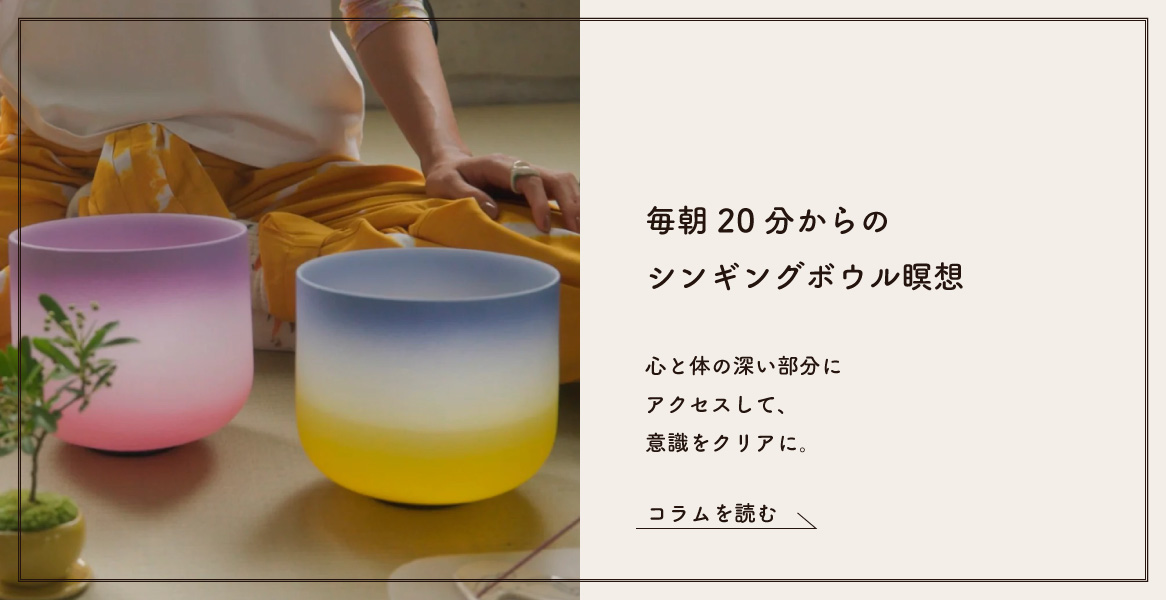 毎朝 20 分からの
シンギングボウル瞑想
心と体の深い部分に
アクセスして、
意識をクリアに。
コラムを読む